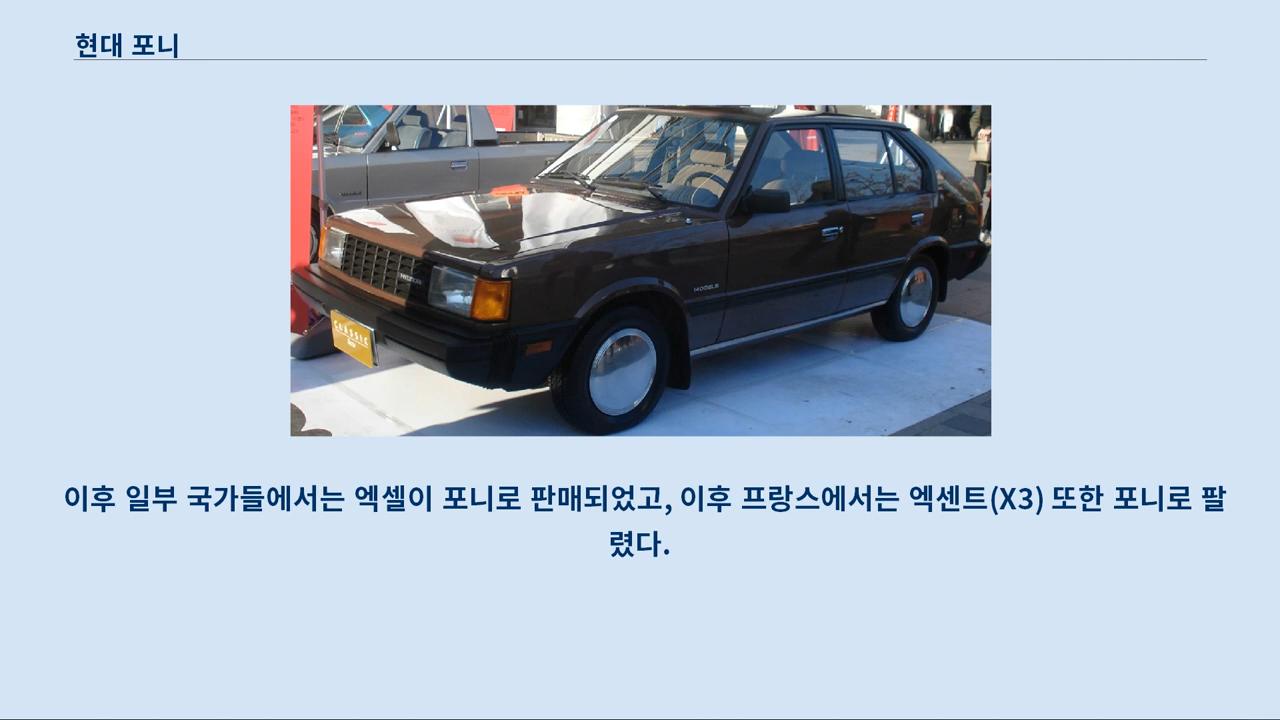 현대 포니
HYUNDAI
CLASSIC
이후 일부 국가들에서는 엑셀이 포니로 판매되었고, 이후 프랑스에서는 엑센트(X3) 또한 포니로 팔
렸다.